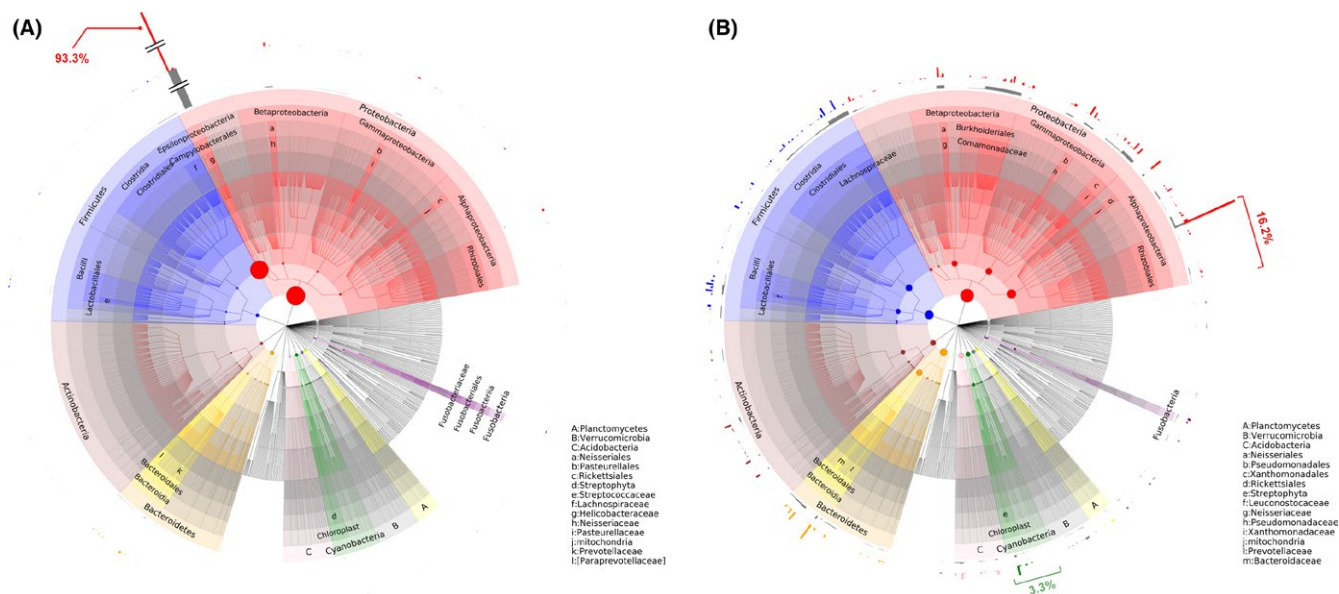 (A)
93.3%
Proteobacteria
Betaproteobacteria
Epsilonproteobacteria
Campylobacterales
Gammaproteobacteria
Alphaproteobacteria
Rhizobiales
a
h
b
i
c
j
f
g
Firmicutes
Clostridia
Clostridiales
Bacilli
Lactobacillales
e
Actinobacteria
l
k
Bacteroidales
Bacteroidia
Bacteroidetes
d
Chloroplast
Cyanobacteria
C
B
A
Fusobacteriaceae
Fusobacteriales
Fusobacteriia
Fusobacteria
A:Planctomycetes
B:Verrucomicrobia
C:Acidobacteria
a:Neisseriales
b:Pasteurellales
c:Rickettsiales
d:Streptophyta
e:Streptococcaceae
f:Lachnospiraceae
g:Helicobacteraceae
h:Neisseriaceae
i:Pasteurellaceae
j:mitochondria
k:Prevotellaceae
l:[Paraprevotellaceae]
(B)
16.2%
Proteobacteria
Betaproteobacteria
Burkholderiales
Comamonadaceae
Gammaproteobacteria
Alphaproteobacteria
Rhizobiales
a
g
b
h
c
i
d
j
Firmicutes
Clostridia
Clostridiales
Lachnospiraceae
Bacilli
Lactobacillales
f
Actinobacteria
m
l
Bacteroidales
Bacteroidia
Bacteroidetes
e
Chloroplast
Cyanobacteria
C
B
A
3.3%
Fusobacteria
A:Planctomycetes
B:Verrucomicrobia
C:Acidobacteria
a:Neisseriales
b:Pseudomonadales
c:Xanthomonadales
d:Rickettsiales
e:Streptophyta
f:Leuconostocaceae
g:Neisseriaceae
h:Pseudomonadaceae
i:Xanthomonadaceae
j:mitochondria
l:Prevotellaceae
m:Bacteroidaceae